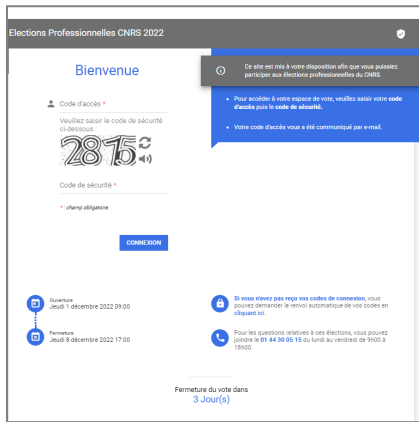 Elections Professionnelles CNRS 2022
Bienvenue
Code d'accès *
Veuillez saisir le code de sécurité
ci-dessous :
2815
Code de sécurité *
* : champ obligatoire
CONNEXION
Ce site est mis à votre disposition afin que vous puissiez
participer aux élections professionnelles du CNRS.
• Pour accéder à votre espace de vote, veuillez saisir votre code
d'accès puis le code de sécurité.
• Votre code d'accès vous a été communiqué par e-mail.
Ouverture
Jeudi 1 décembre 2022 09:00
Fermeture
Jeudi 8 décembre 2022 17:00
Si vous n'avez pas reçu vos codes de connexion, vous
pouvez demander le renvoi automatique de vos codes en
cliquant ici.
Pour les questions relatives à ces élections, vous pouvez
joindre le 01 44 30 05 15 du lundi au vendredi de 9h00 à
18h00.
Fermeture du vote dans
3 Jour(s)